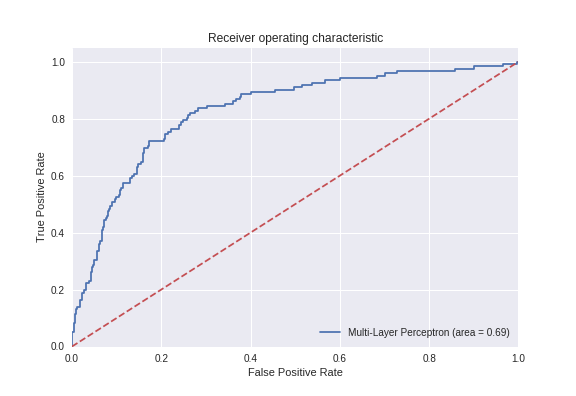 Receiver operating characteristic
1.0
0.8
0.6
0.4
0.2
0.0
True Positive Rate
Multi-Layer Perceptron (area = 0.69)
0.0 0.2 0.4 0.6 0.8 1.0
False Positive Rate